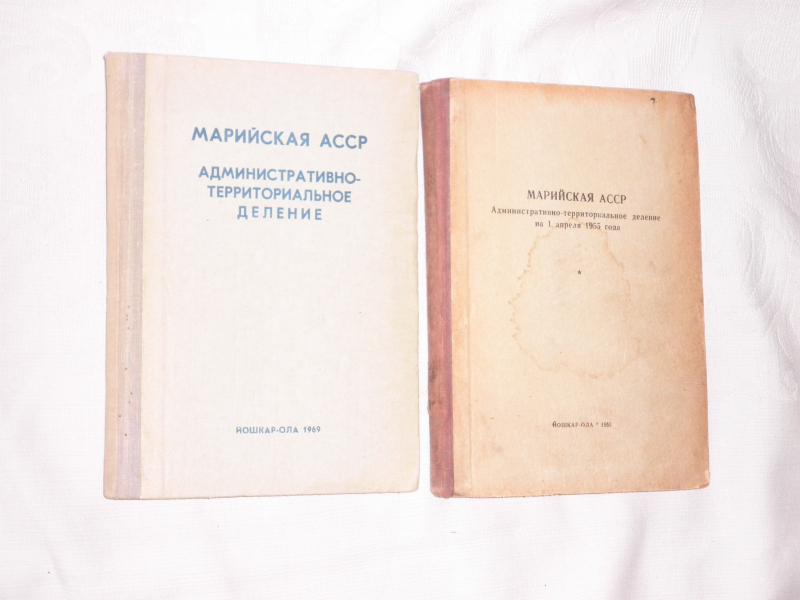 МАРИЙСКАЯ АССР
АДМИНИСТРАТИВНО-
ТЕРРИТОРИАЛЬНОЕ
ДЕЛЕНИЕ
ЙОШКАР-ОЛА 1969
МАРИЙСКАЯ АССР
Административно-территориальное деление
на 1 апреля 1955 года
ЙОШКАР-ОЛА